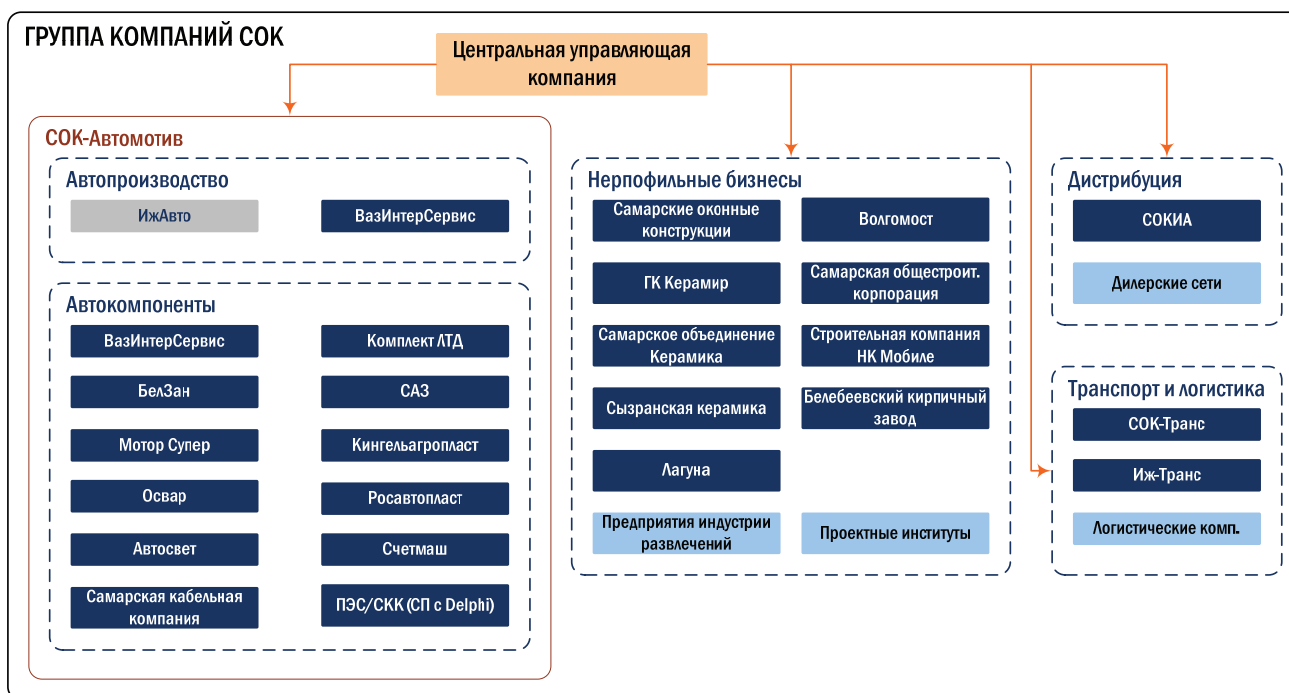 ГРУППА КОМПАНИЙ СОК
Центральная управляющая
компания
СОК-Автомотив
Автопроизводство
ИжАвто
ВазИнтерСервис
Автокомпоненты
ВазИнтерСервис
Комплект ЛТД
БелЗан
САЗ
Мотор Супер
Кингельагропласт
Освар
Росавтопласт
Автосвет
Счетмаш
Самарская кабельная
компания
ПЭС/СКК (СП с Delphi)
Нерпофильные бизнесы
Самарские оконные
конструкции
Волгомост
ГК Керамир
Самарская общестроит.
корпорация
Самарское объединение
Керамика
Строительная компания
НК Мобиле
Сызранская керамика
Белебеевский кирпичный
завод
Лагуна
Предприятия индустрии
развлечений
Проектные институты
Дистрибуция
СОКИА
Дилерские сети
Транспорт и логистика
СОК-Транс
Иж-Транс
Логистические комп.